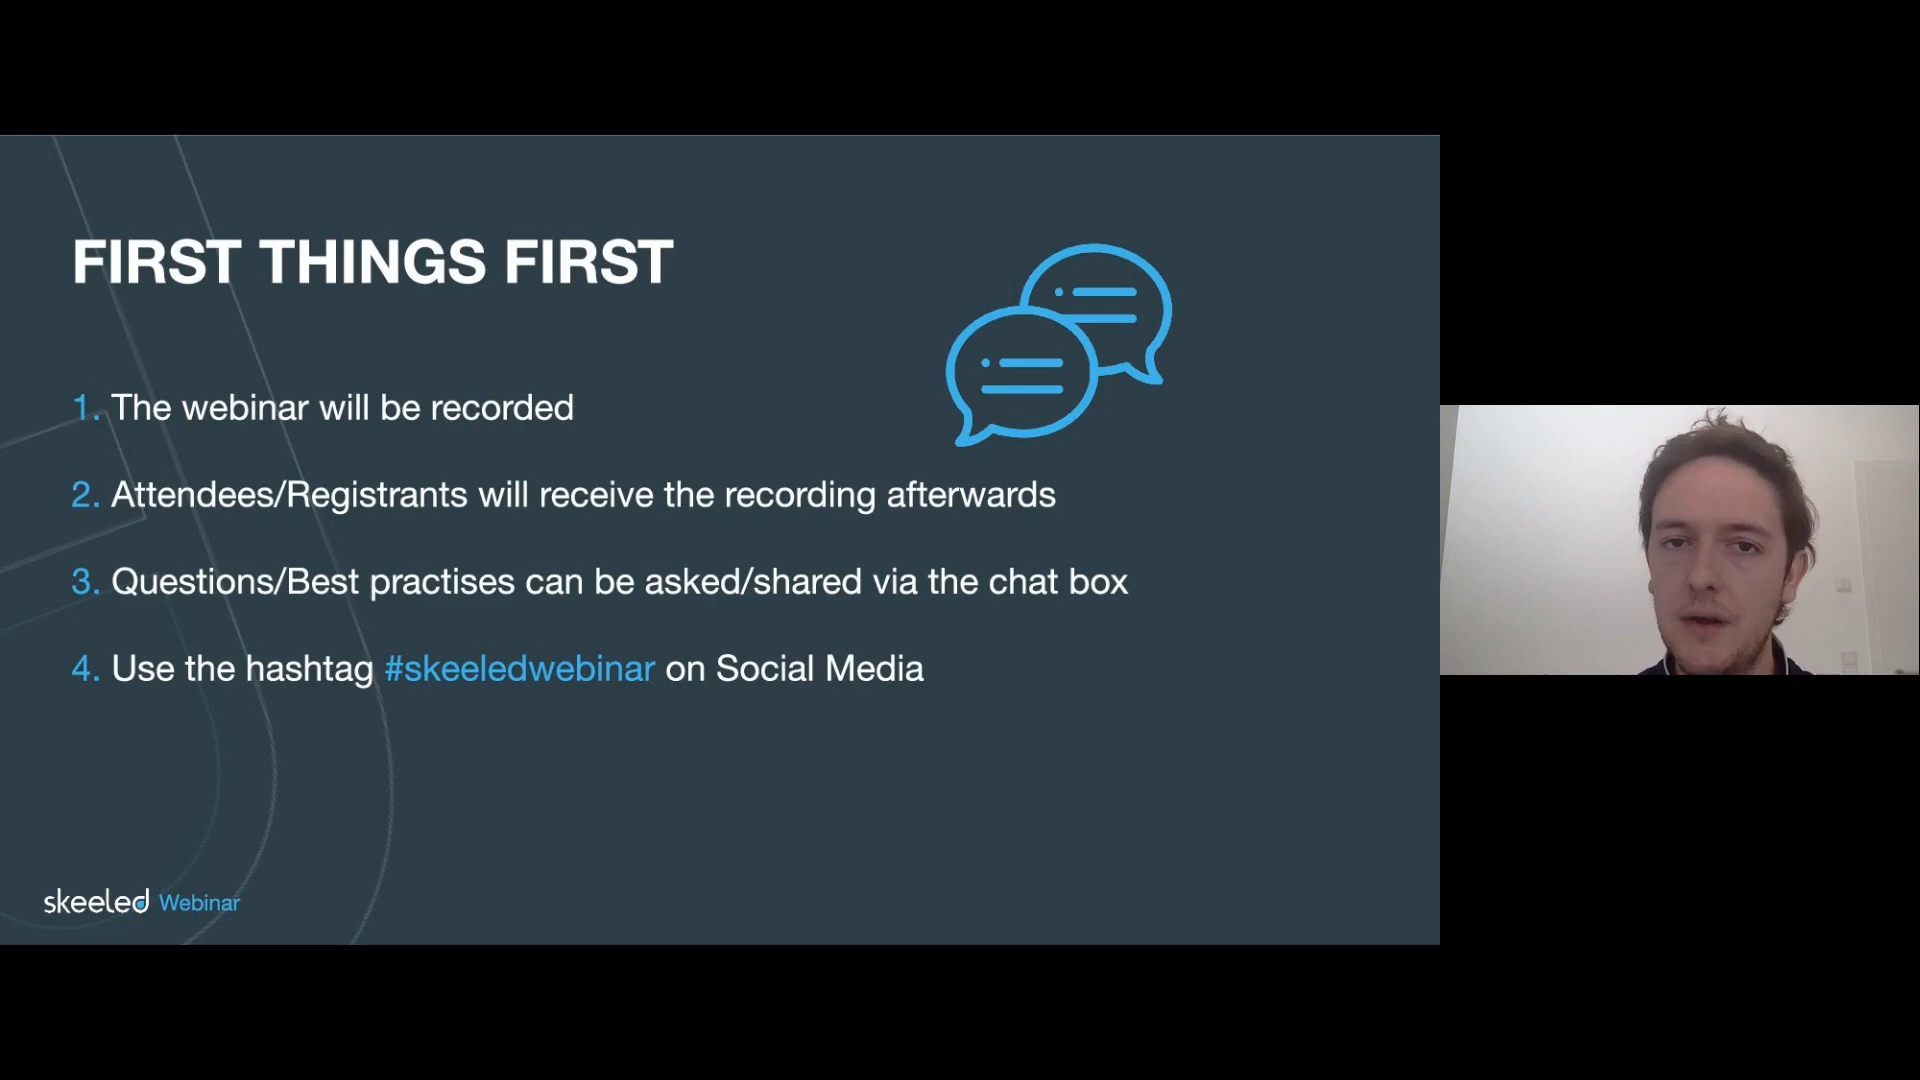 FIRST THINGS FIRST
1. The webinar will be recorded
2. Attendees/Registrants will receive the recording afterwards
3. Questions/Best practises can be asked/shared via the chat box
4. Use the hashtag #skeeledwebinar on Social Media
skeeled Webinar